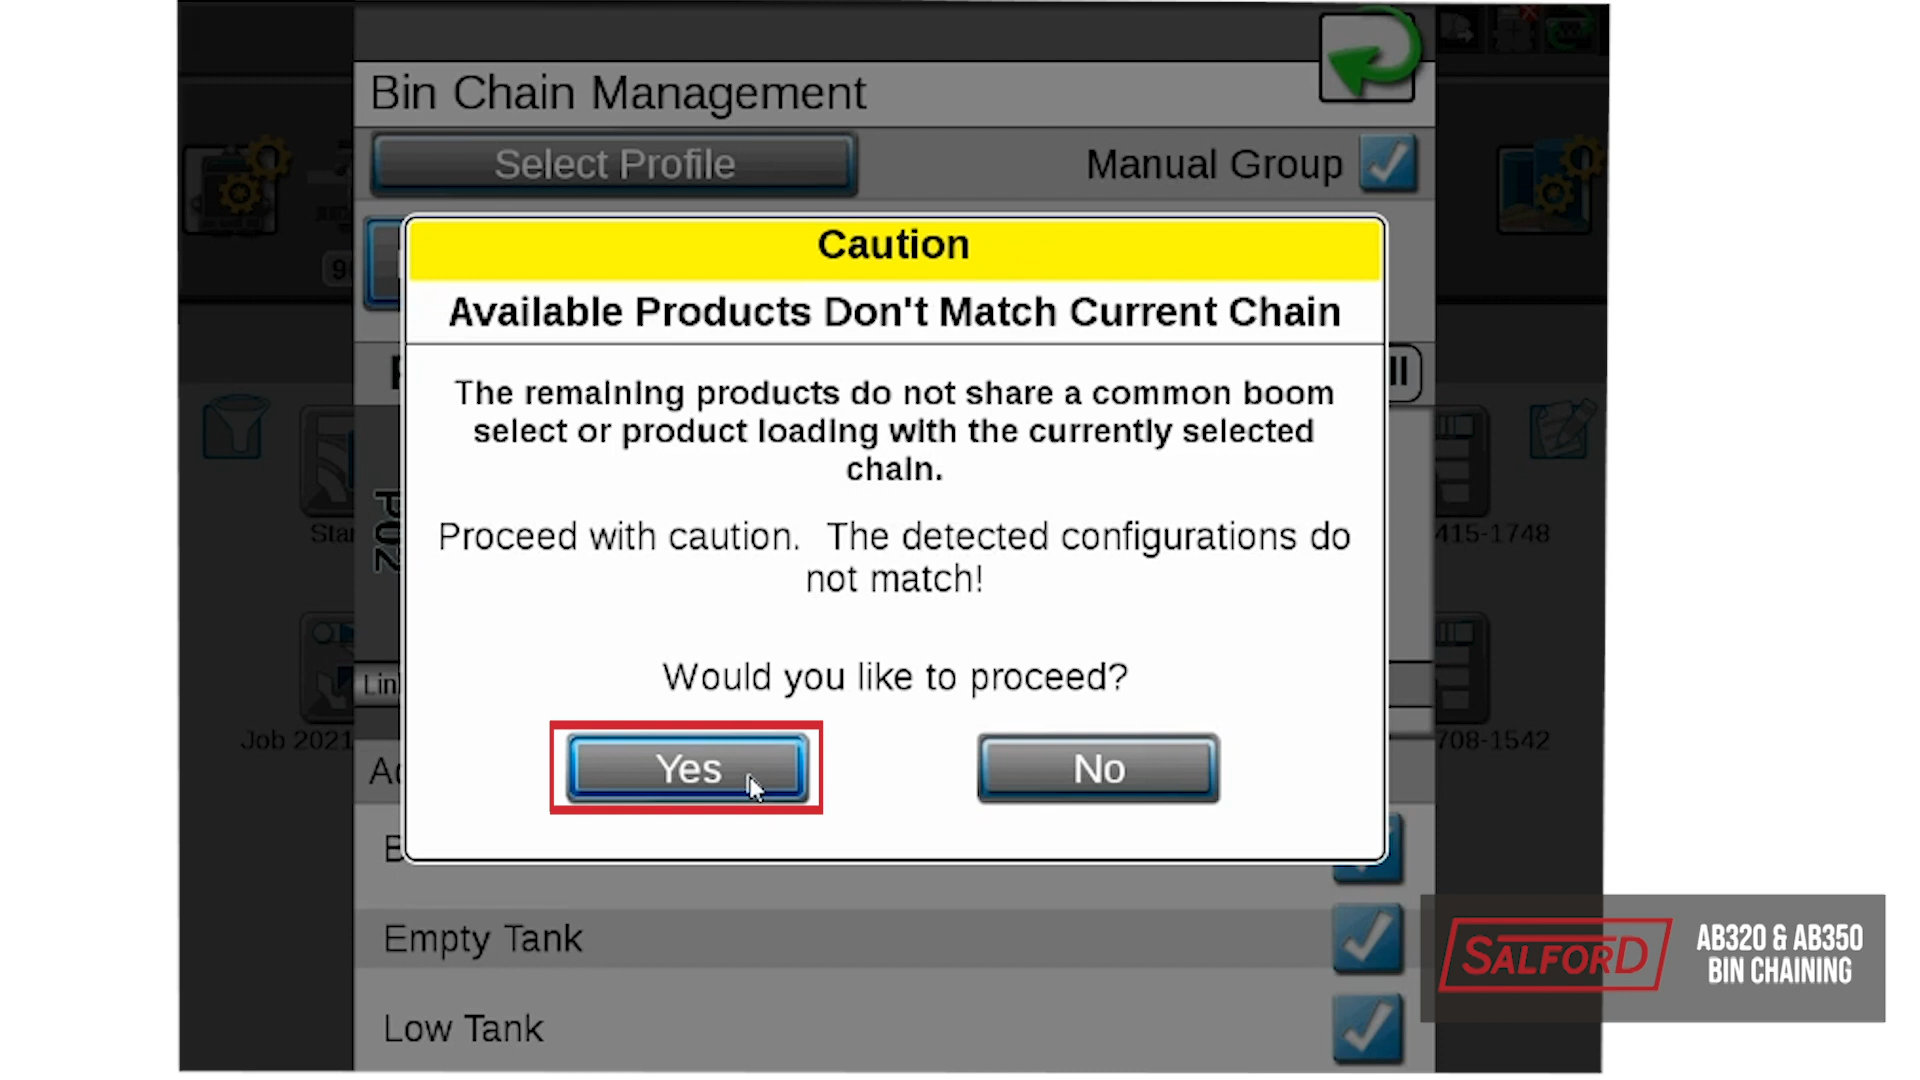 Bin Chain Management
Select Profile
Manual Group
Caution
Available Products Don't Match Current Chain
The remaining products do not share a common boom
select or product loading with the currently selected
chain.
Proceed with caution. The detected configurations do
not match!
Would you like to proceed?
Yes
No
P02
Lin
Job 2021
415-1748
708-1542
Empty Tank
Low Tank
SALFORD
AB320 & AB350
BIN CHAINING